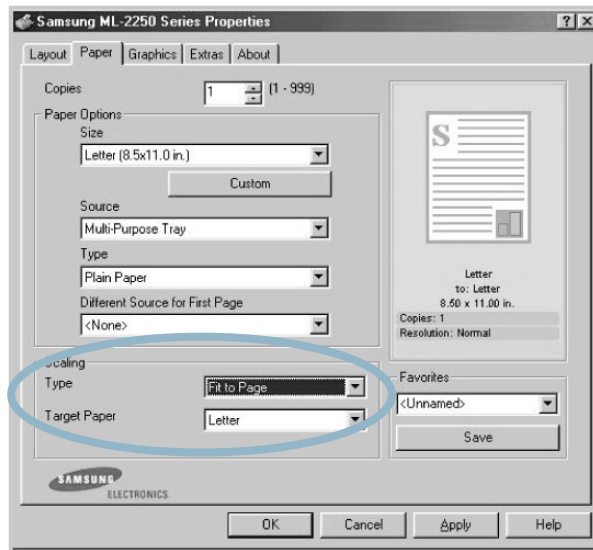 Samsung ML-2250 Series Properties
Layout Paper Graphics Extras About
Copies 1 (1 - 999)
Paper Options
Size
Letter (8.5x11.0 in.)
Custom
Source
Multi-Purpose Tray
Type
Plain Paper
Different Source for First Page
<None>
Scaling
Type Fit to Page
Target Paper Letter
SAMSUNG
ELECTRONICS
S
Letter
to: Letter
8.50 x 11.00 in.
Copies: 1
Resolution: Normal
Favorites
<Unnamed>
Save
OK Cancel Apply Help